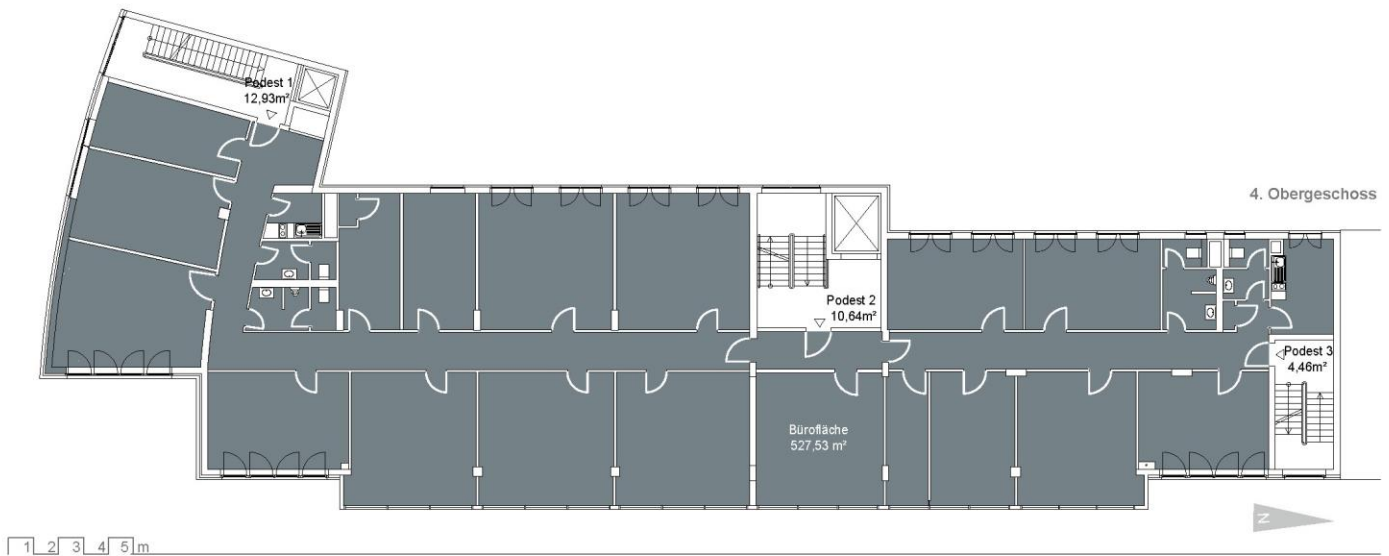 Podest 1
12,93m²
4. Obergeschoss
Podest 2
10,64m²
Podest 3
4,46m²
Bürofläche
527,53 m²
N
1 2 3 4 5 m